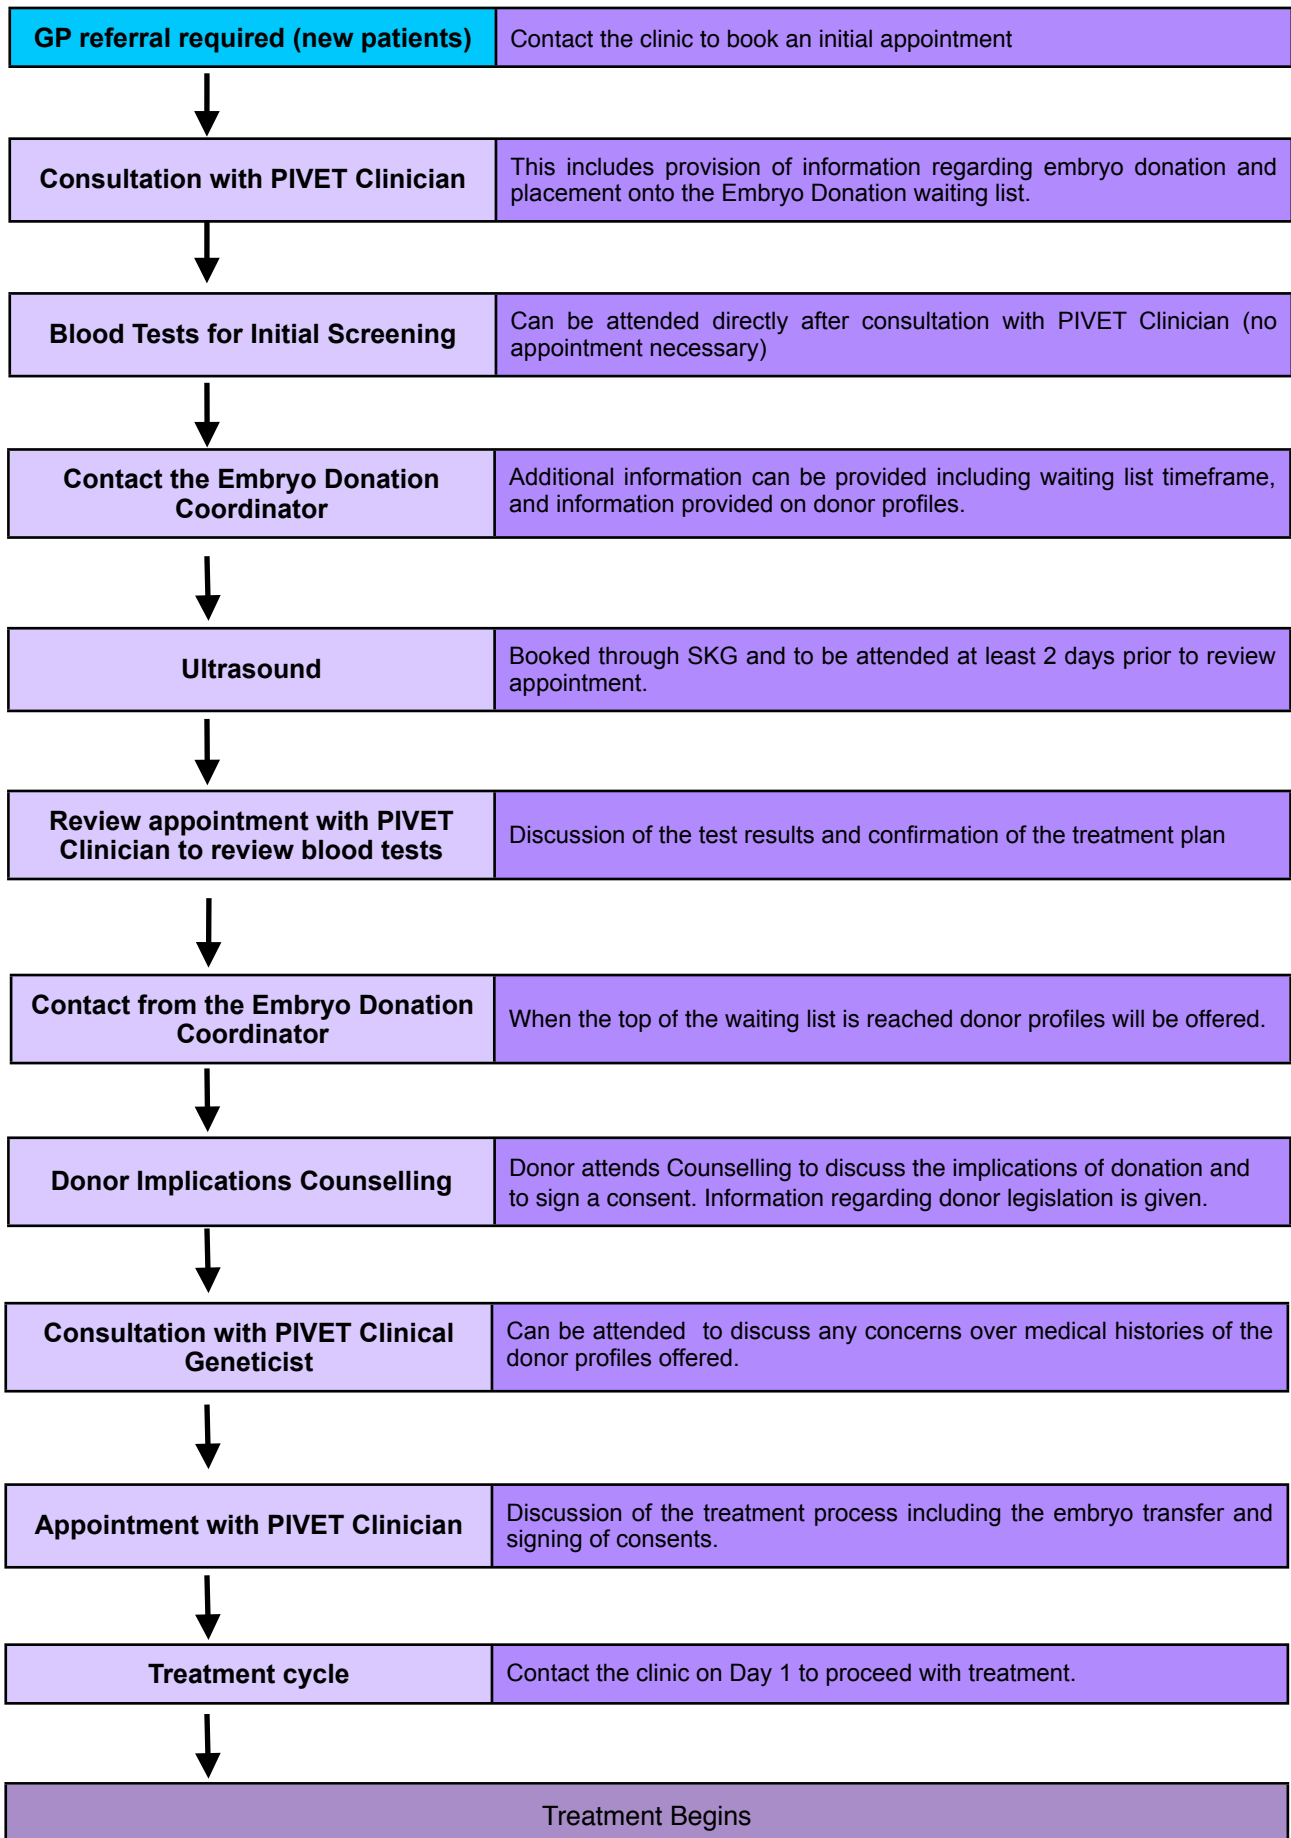 GP referral required (new patients)
Contact the clinic to book an initial appointment
Consultation with PIVET Clinician
This includes provision of information regarding embryo donation and
placement onto the Embryo Donation waiting list.
Blood Tests for Initial Screening
Can be attended directly after consultation with PIVET Clinician (no
appointment necessary)
Contact the Embryo Donation
Coordinator
Additional information can be provided including waiting list timeframe,
and information provided on donor profiles.
Ultrasound
Booked through SKG and to be attended at least 2 days prior to review
appointment.
Review appointment with PIVET
Clinician to review blood tests
Discussion of the test results and confirmation of the treatment plan
Contact from the Embryo Donation
Coordinator
When the top of the waiting list is reached donor profiles will be offered.
Donor Implications Counselling
Donor attends Counselling to discuss the implications of donation and
to sign a consent. Information regarding donor legislation is given.
Consultation with PIVET Clinical
Geneticist
Can be attended to discuss any concerns over medical histories of the
donor profiles offered.
Appointment with PIVET Clinician
Discussion of the treatment process including the embryo transfer and
signing of consents.
Treatment cycle
Contact the clinic on Day 1 to proceed with treatment.
Treatment Begins